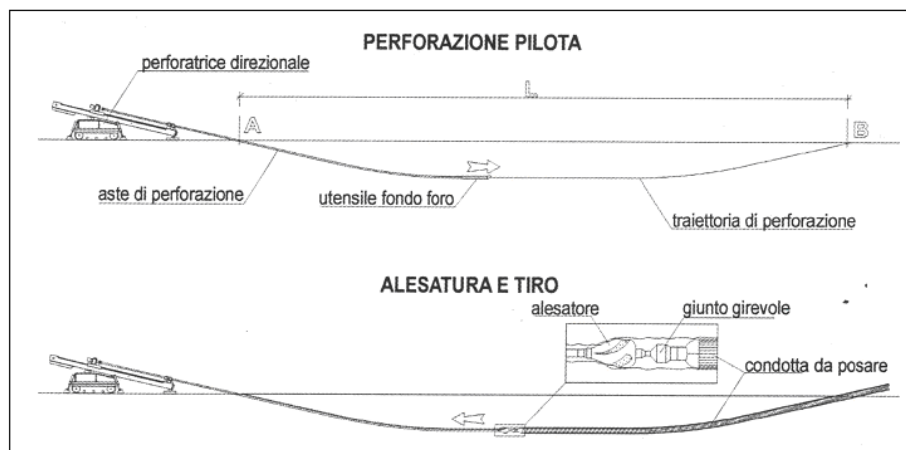 PERFORAZIONE PILOTA
perforatrice direzionale
L
A
B
aste di perforazione
utensile fondo foro
traiettoria di perforazione
ALESATURA E TIRO
alesatore
giunto girevole
condotta da posare